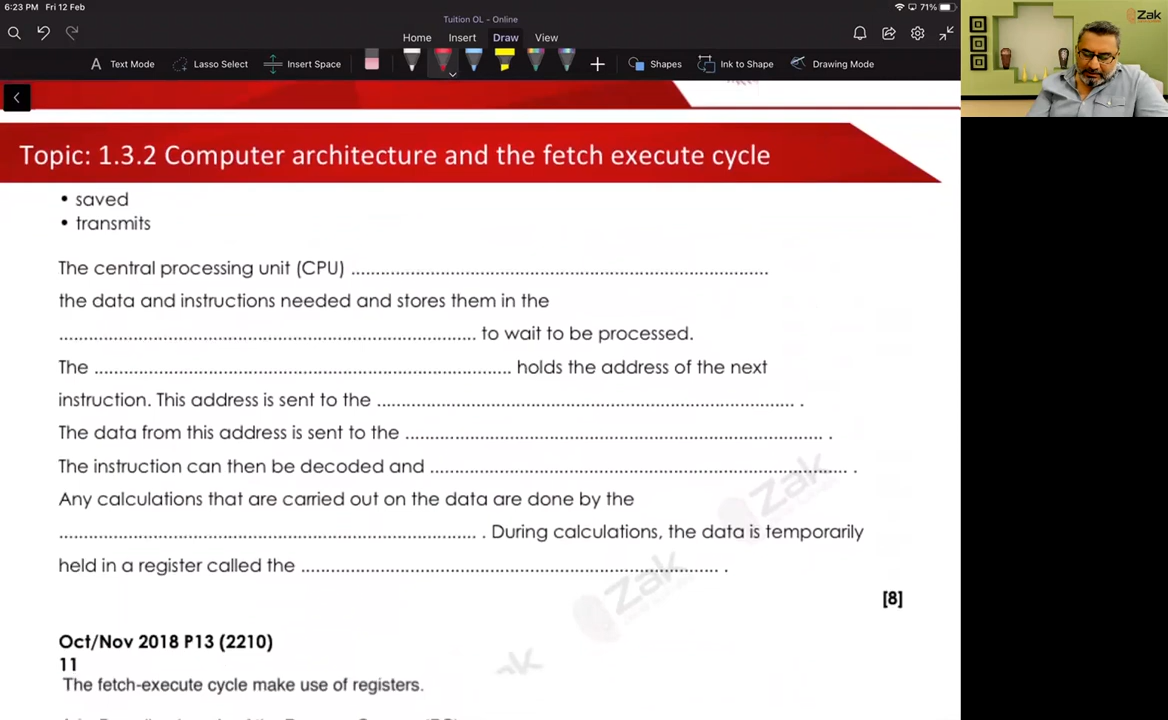 6:23 PM Fri 12 Feb
71%
Zak
Tuition OL - Online
Home Insert Draw View
Text Mode Lasso Select Insert Space Shapes Ink to Shape Drawing Mode
Topic: 1.3.2 Computer architecture and the fetch execute cycle
• saved
• transmits
The central processing unit (CPU) ...................................................................................
the data and instructions needed and stores them in the
................................................................................... to wait to be processed.
The ................................................................................... holds the address of the next
instruction. This address is sent to the ................................................................................... .
The data from this address is sent to the ................................................................................... .
The instruction can then be decoded and ................................................................................... .
Any calculations that are carried out on the data are done by the
................................................................................... . During calculations, the data is temporarily
held in a register called the ................................................................................... .
Zak
Zak
[8]
Oct/Nov 2018 P13 (2210)
11
The fetch-execute cycle make use of registers.